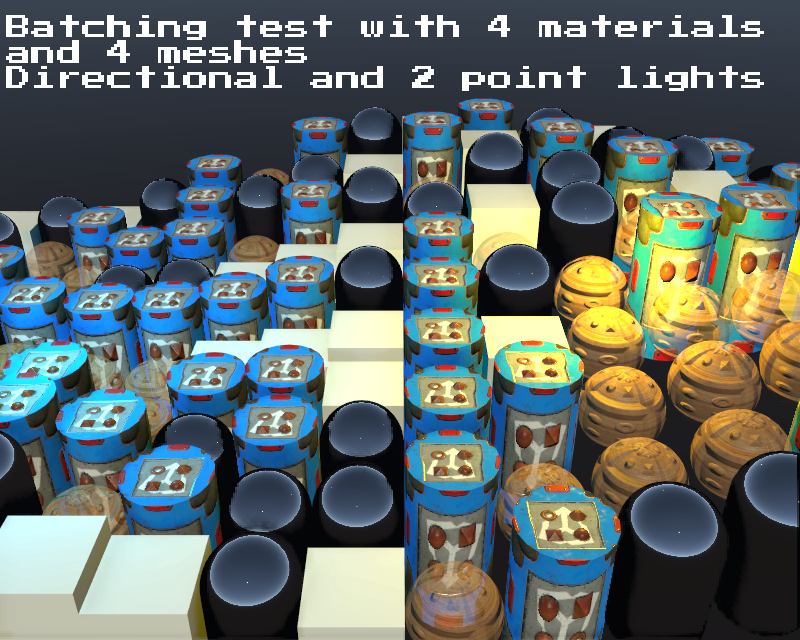 Batching test with 4 materials
and 4 meshes
Directional and 2 point lights